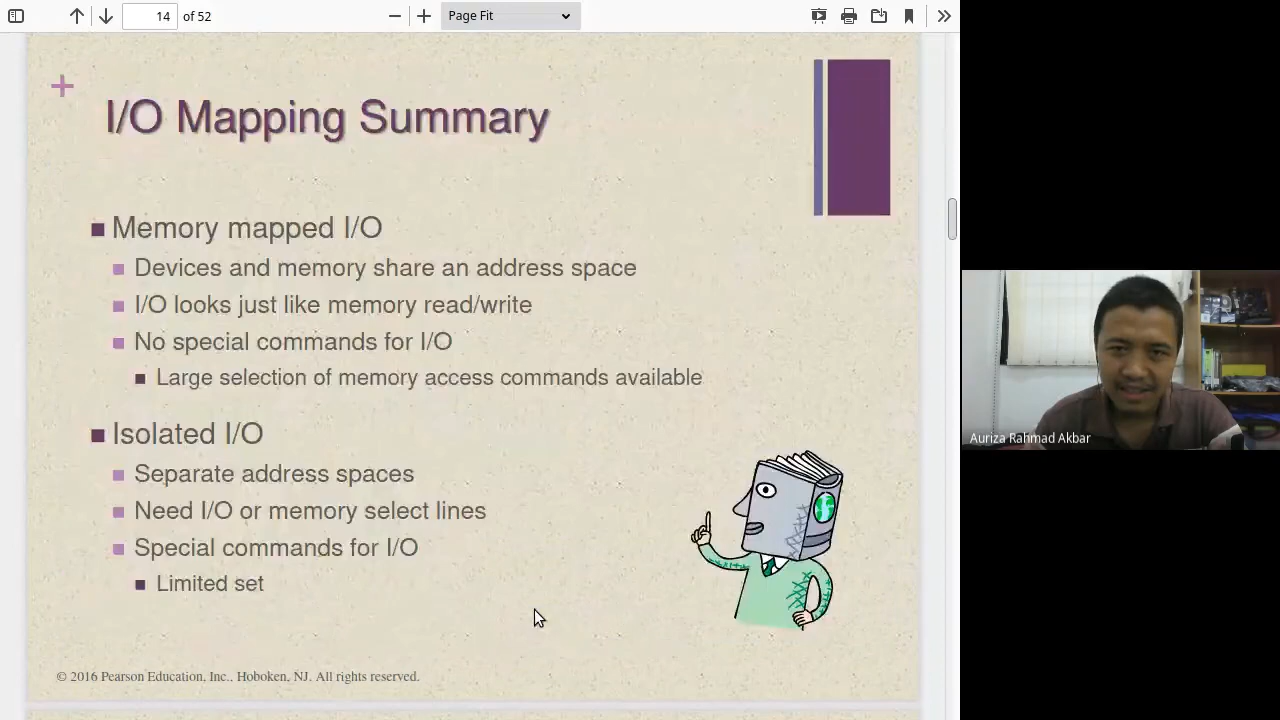 14 of 52
Page Fit
+
I/O Mapping Summary
■ Memory mapped I/O
■ Devices and memory share an address space
■ I/O looks just like memory read/write
■ No special commands for I/O
■ Large selection of memory access commands available
■ Isolated I/O
■ Separate address spaces
■ Need I/O or memory select lines
■ Special commands for I/O
■ Limited set
© 2016 Pearson Education, Inc., Hoboken, NJ. All rights reserved.
Auriza Rahmad Akbar